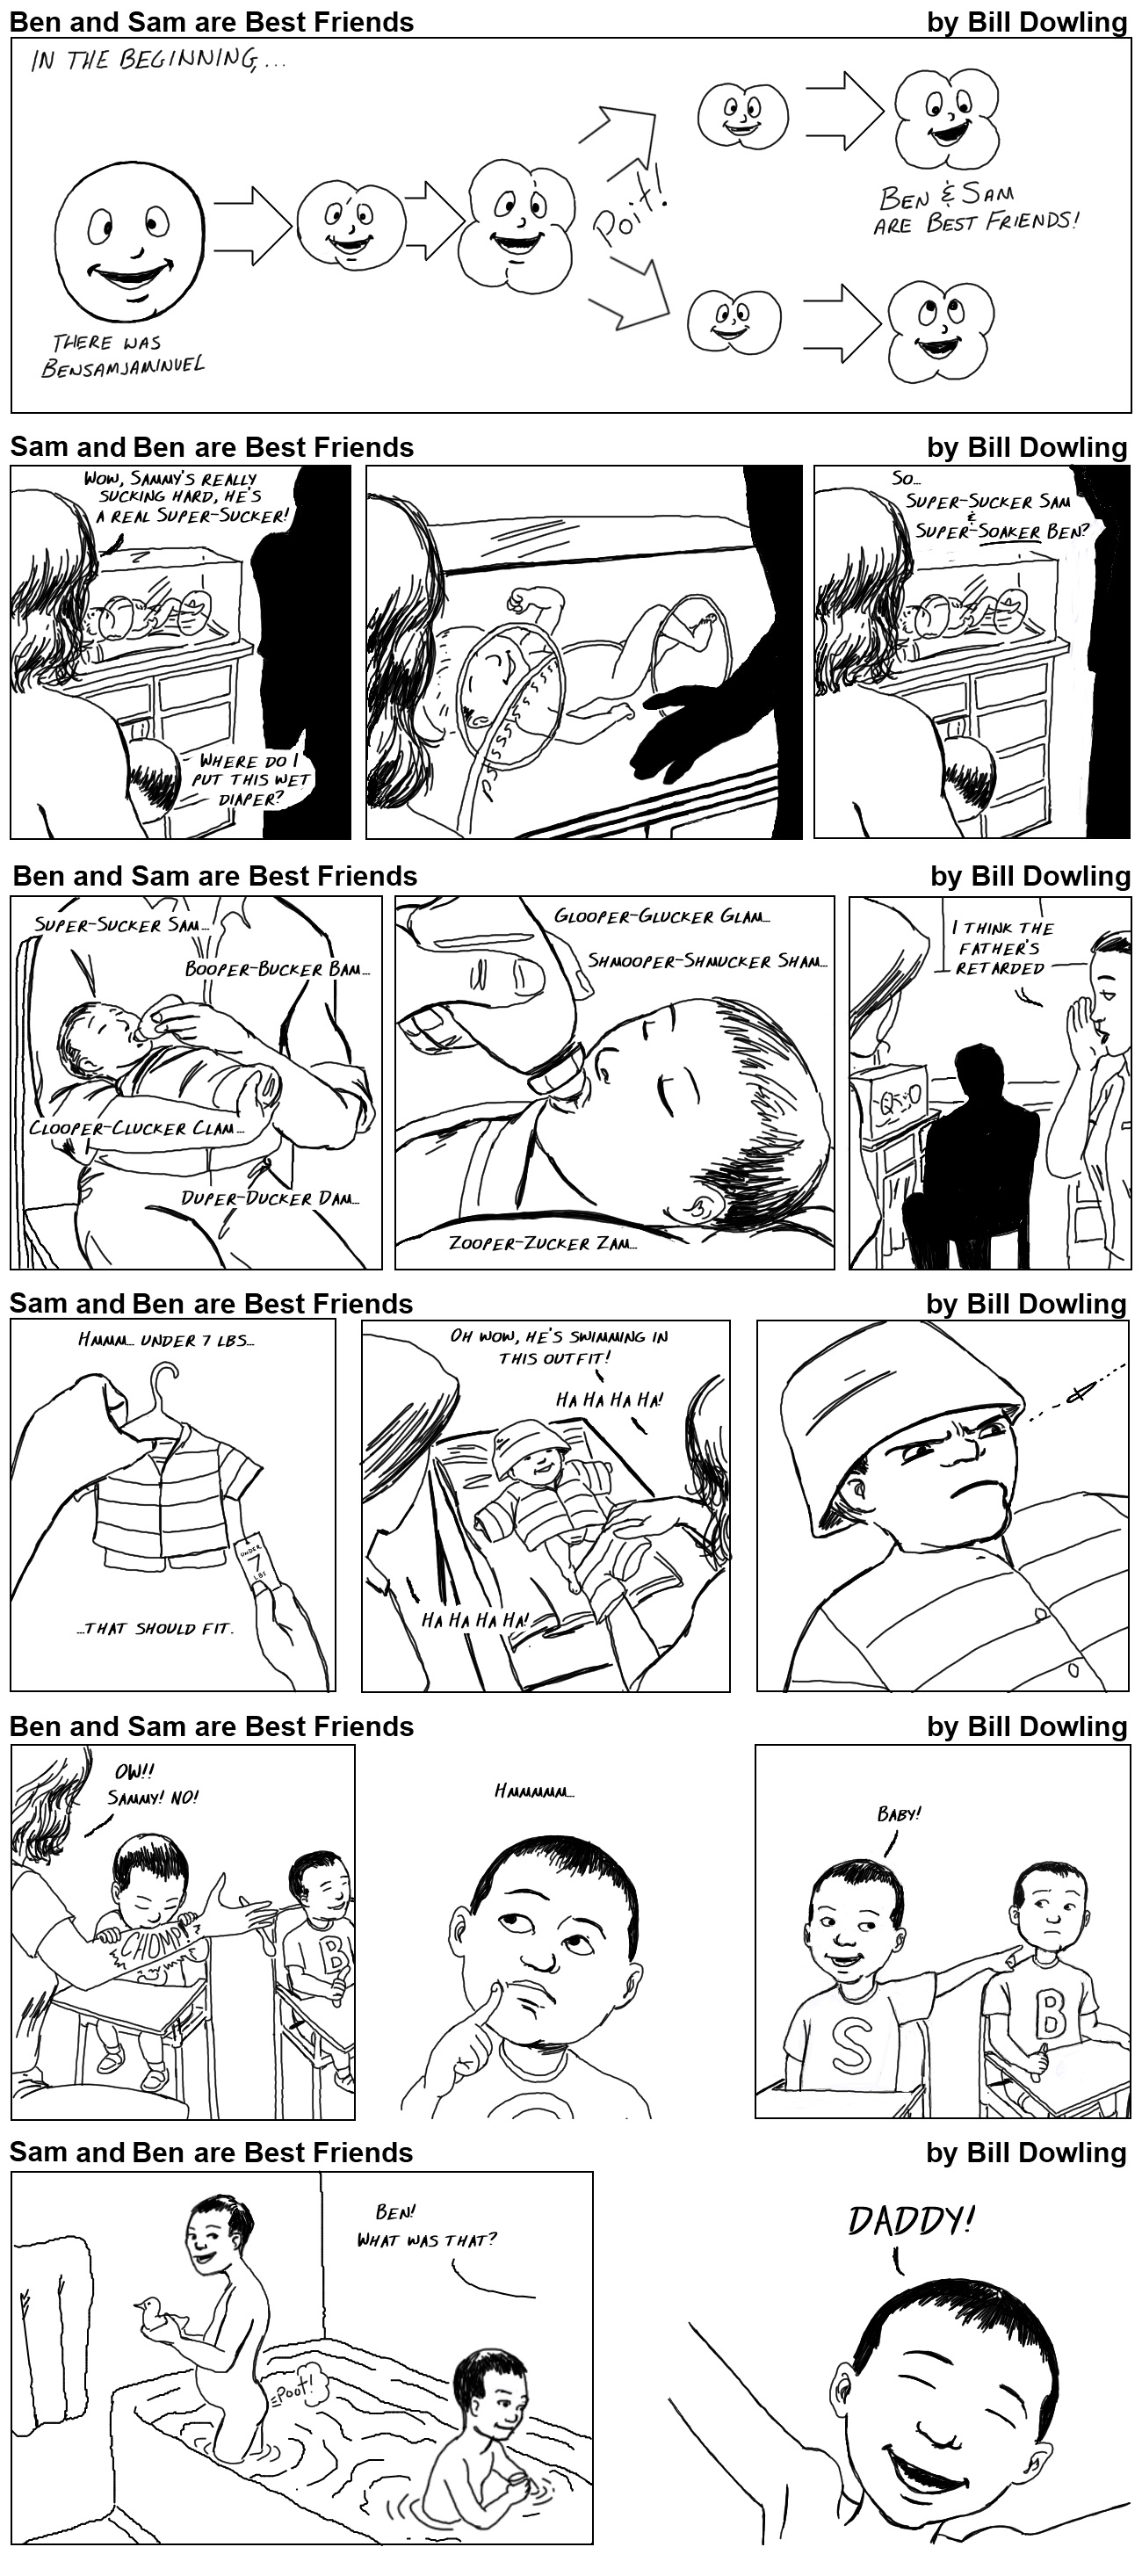 Ben and Sam are Best Friends
by Bill Dowling
IN THE BEGINNING,...
THERE WAS
BENSAMJAMINUEL
Poit!
BEN & SAM
ARE BEST FRIENDS!
Sam and Ben are Best Friends
by Bill Dowling
WOW, SAMMY'S REALLY
SUCKING HARD, HE'S
A REAL SUPER-SUCKER!
WHERE DO I
PUT THIS WET
DIAPER?
PSSSSSSSS
SO...
SUPER-SUCKER SAM
&
SUPER-SOAKER BEN?
Ben and Sam are Best Friends
by Bill Dowling
SUPER-SUCKER SAM...
BOOPER-BUCKER BAM...
CLOOPER-CLUCKER CLAM...
DUPER-DUCKER DAM...
GLOOPER-GLUCKER GLAM...
SHMOOPER-SHMUCKER SHAM...
ZOOPER-ZUCKER ZAM...
I THINK THE
FATHER'S
RETARDED
Sam and Ben are Best Friends
by Bill Dowling
HMMM... UNDER 7 LBS...
UNDER
7
LBS
...THAT SHOULD FIT.
OH WOW, HE'S SWIMMING IN
THIS OUTFIT!
HA HA HA HA!
HA HA HA HA!
Ben and Sam are Best Friends
by Bill Dowling
OW!!
SAMMY! NO!
CHOMP!
B
HMMMMM...
BABY!
S
B
Sam and Ben are Best Friends
by Bill Dowling
BEN!
WHAT WAS THAT?
Poot!
DADDY!